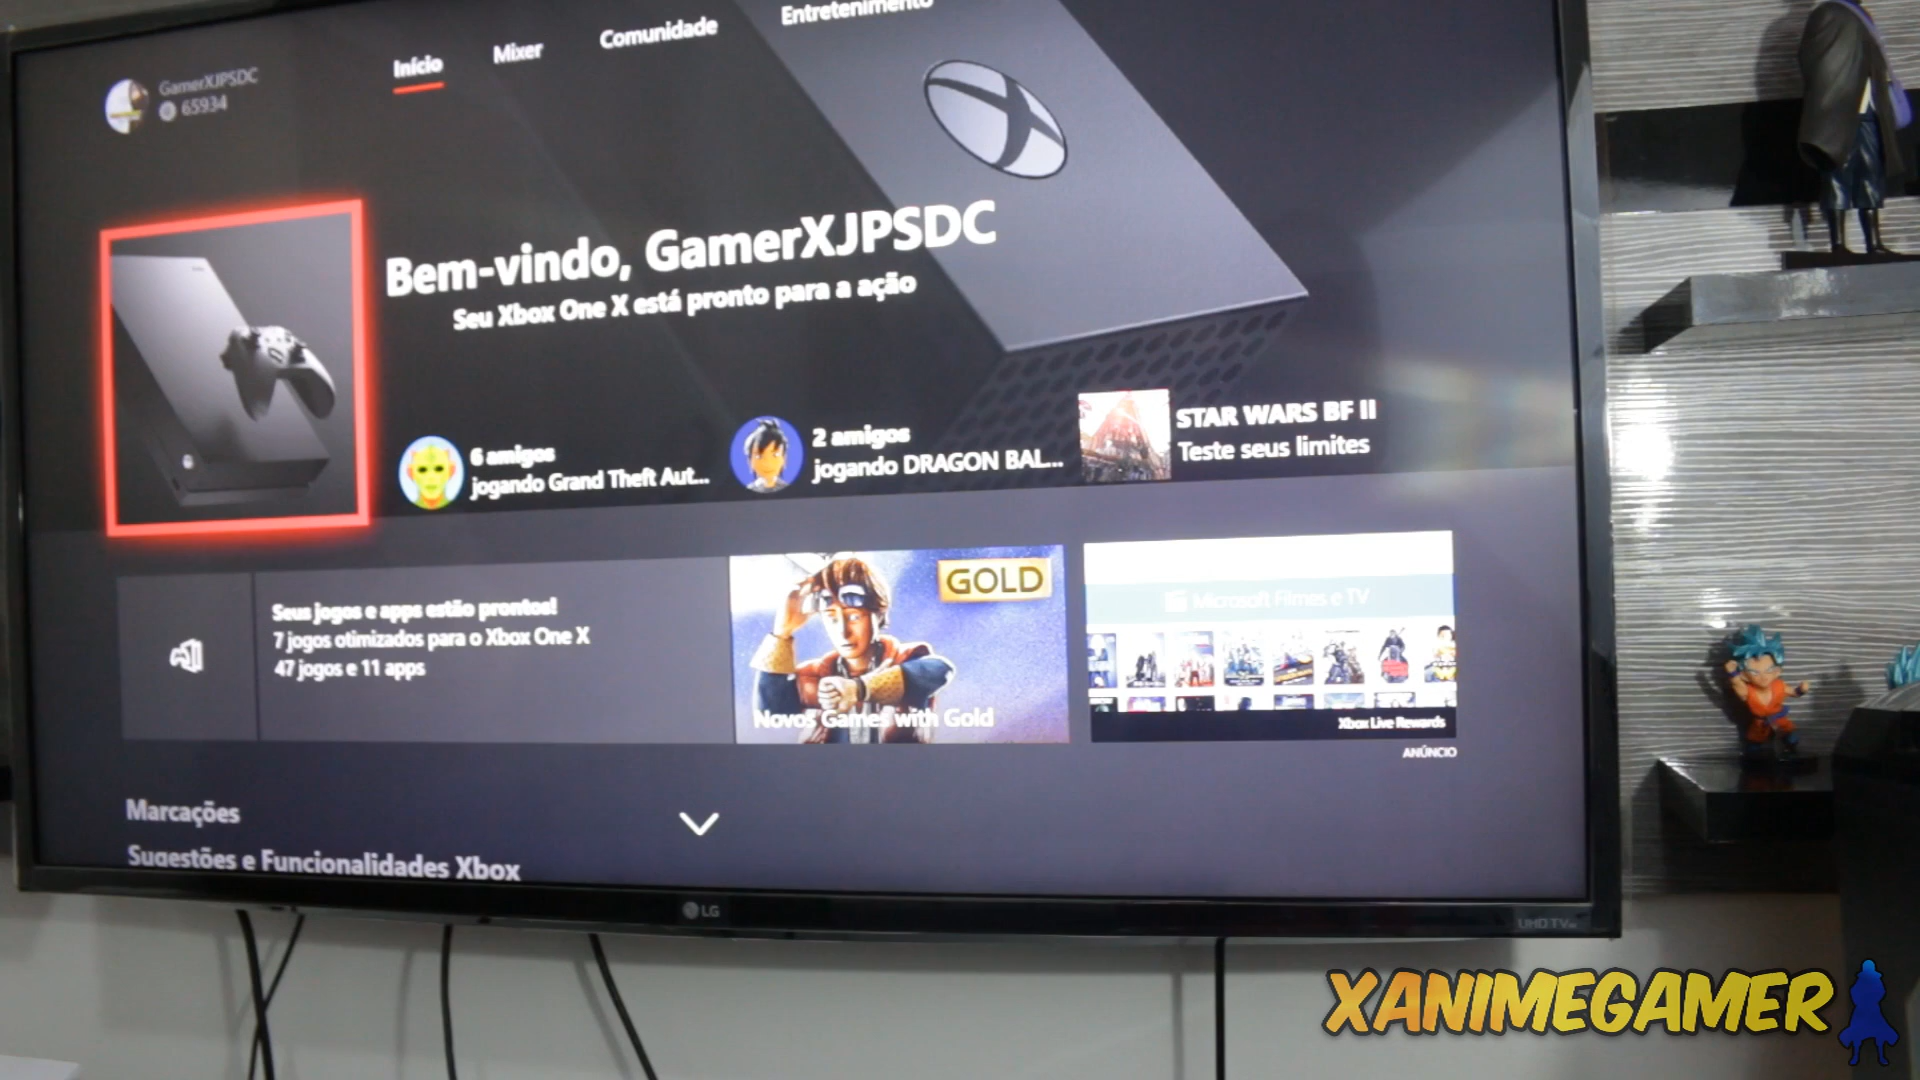 GamerXJPSDC
65934
Início
Mixer
Comunidade
Entretenimento
Bem-vindo, GamerXJPSDC
Seu Xbox One X está pronto para a ação
6 amigos
jogando Grand Theft Aut...
2 amigos
jogando DRAGON BAL...
STAR WARS BF II
Teste seus limites
Seus jogos e apps estão prontos!
7 jogos otimizados para o Xbox One X
47 jogos e 11 apps
GOLD
Novos Games with Gold
Microsoft Filmes e TV
Xbox Live Rewards
ANÚNCIO
Marcações
Sugestões e Funcionalidades Xbox
LG
UHD TV
XANIMEGAMER